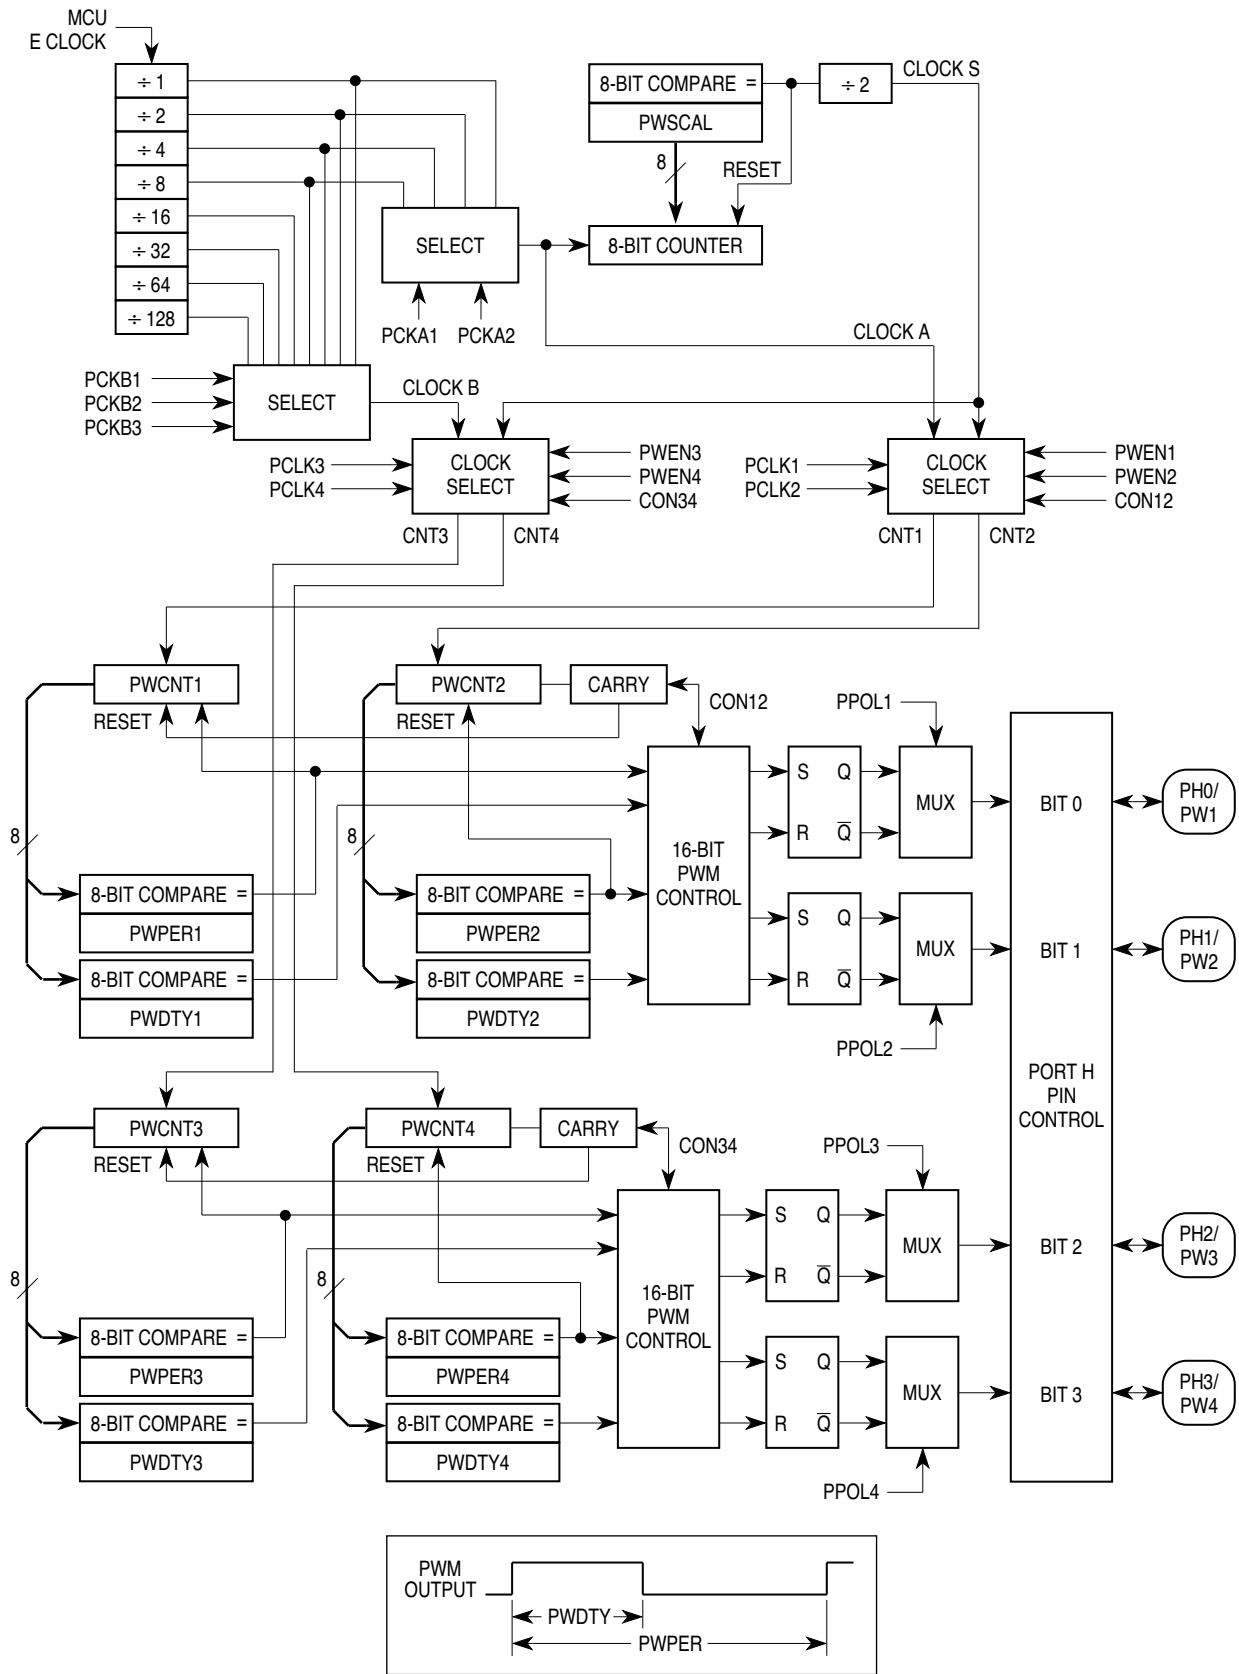 MCU
E CLOCK
÷ 1
÷ 2
÷ 4
÷ 8
÷ 16
÷ 32
÷ 64
÷ 128
8-BIT COMPARE =
PWSCAL
÷ 2
CLOCK S
8
RESET
SELECT
8-BIT COUNTER
PCKA1
PCKA2
CLOCK A
PCKB1
PCKB2
PCKB3
SELECT
CLOCK B
PCLK3
PCLK4
CLOCK
SELECT
PWEN3
PWEN4
CON34
PCLK1
PCLK2
CLOCK
SELECT
PWEN1
PWEN2
CON12
CNT3
CNT4
CNT1
CNT2
PWCNT1
RESET
PWCNT2
RESET
CARRY
CON12
PPOL1
8
8
8-BIT COMPARE =
PWPER1
8-BIT COMPARE =
PWDTY1
8-BIT COMPARE =
PWPER2
8-BIT COMPARE =
PWDTY2
16-BIT
PWM
CONTROL
S Q
R Q
MUX
S Q
R Q
MUX
PPOL2
BIT 0
BIT 1
PORT H
PIN
CONTROL
BIT 2
BIT 3
PH0/
PW1
PH1/
PW2
PH2/
PW3
PH3/
PW4
PWCNT3
RESET
PWCNT4
RESET
CARRY
CON34
PPOL3
8
8
8-BIT COMPARE =
PWPER3
8-BIT COMPARE =
PWDTY3
8-BIT COMPARE =
PWPER4
8-BIT COMPARE =
PWDTY4
16-BIT
PWM
CONTROL
S Q
R Q
MUX
S Q
R Q
MUX
PPOL4
PWM
OUTPUT
PWDTY
PWPER